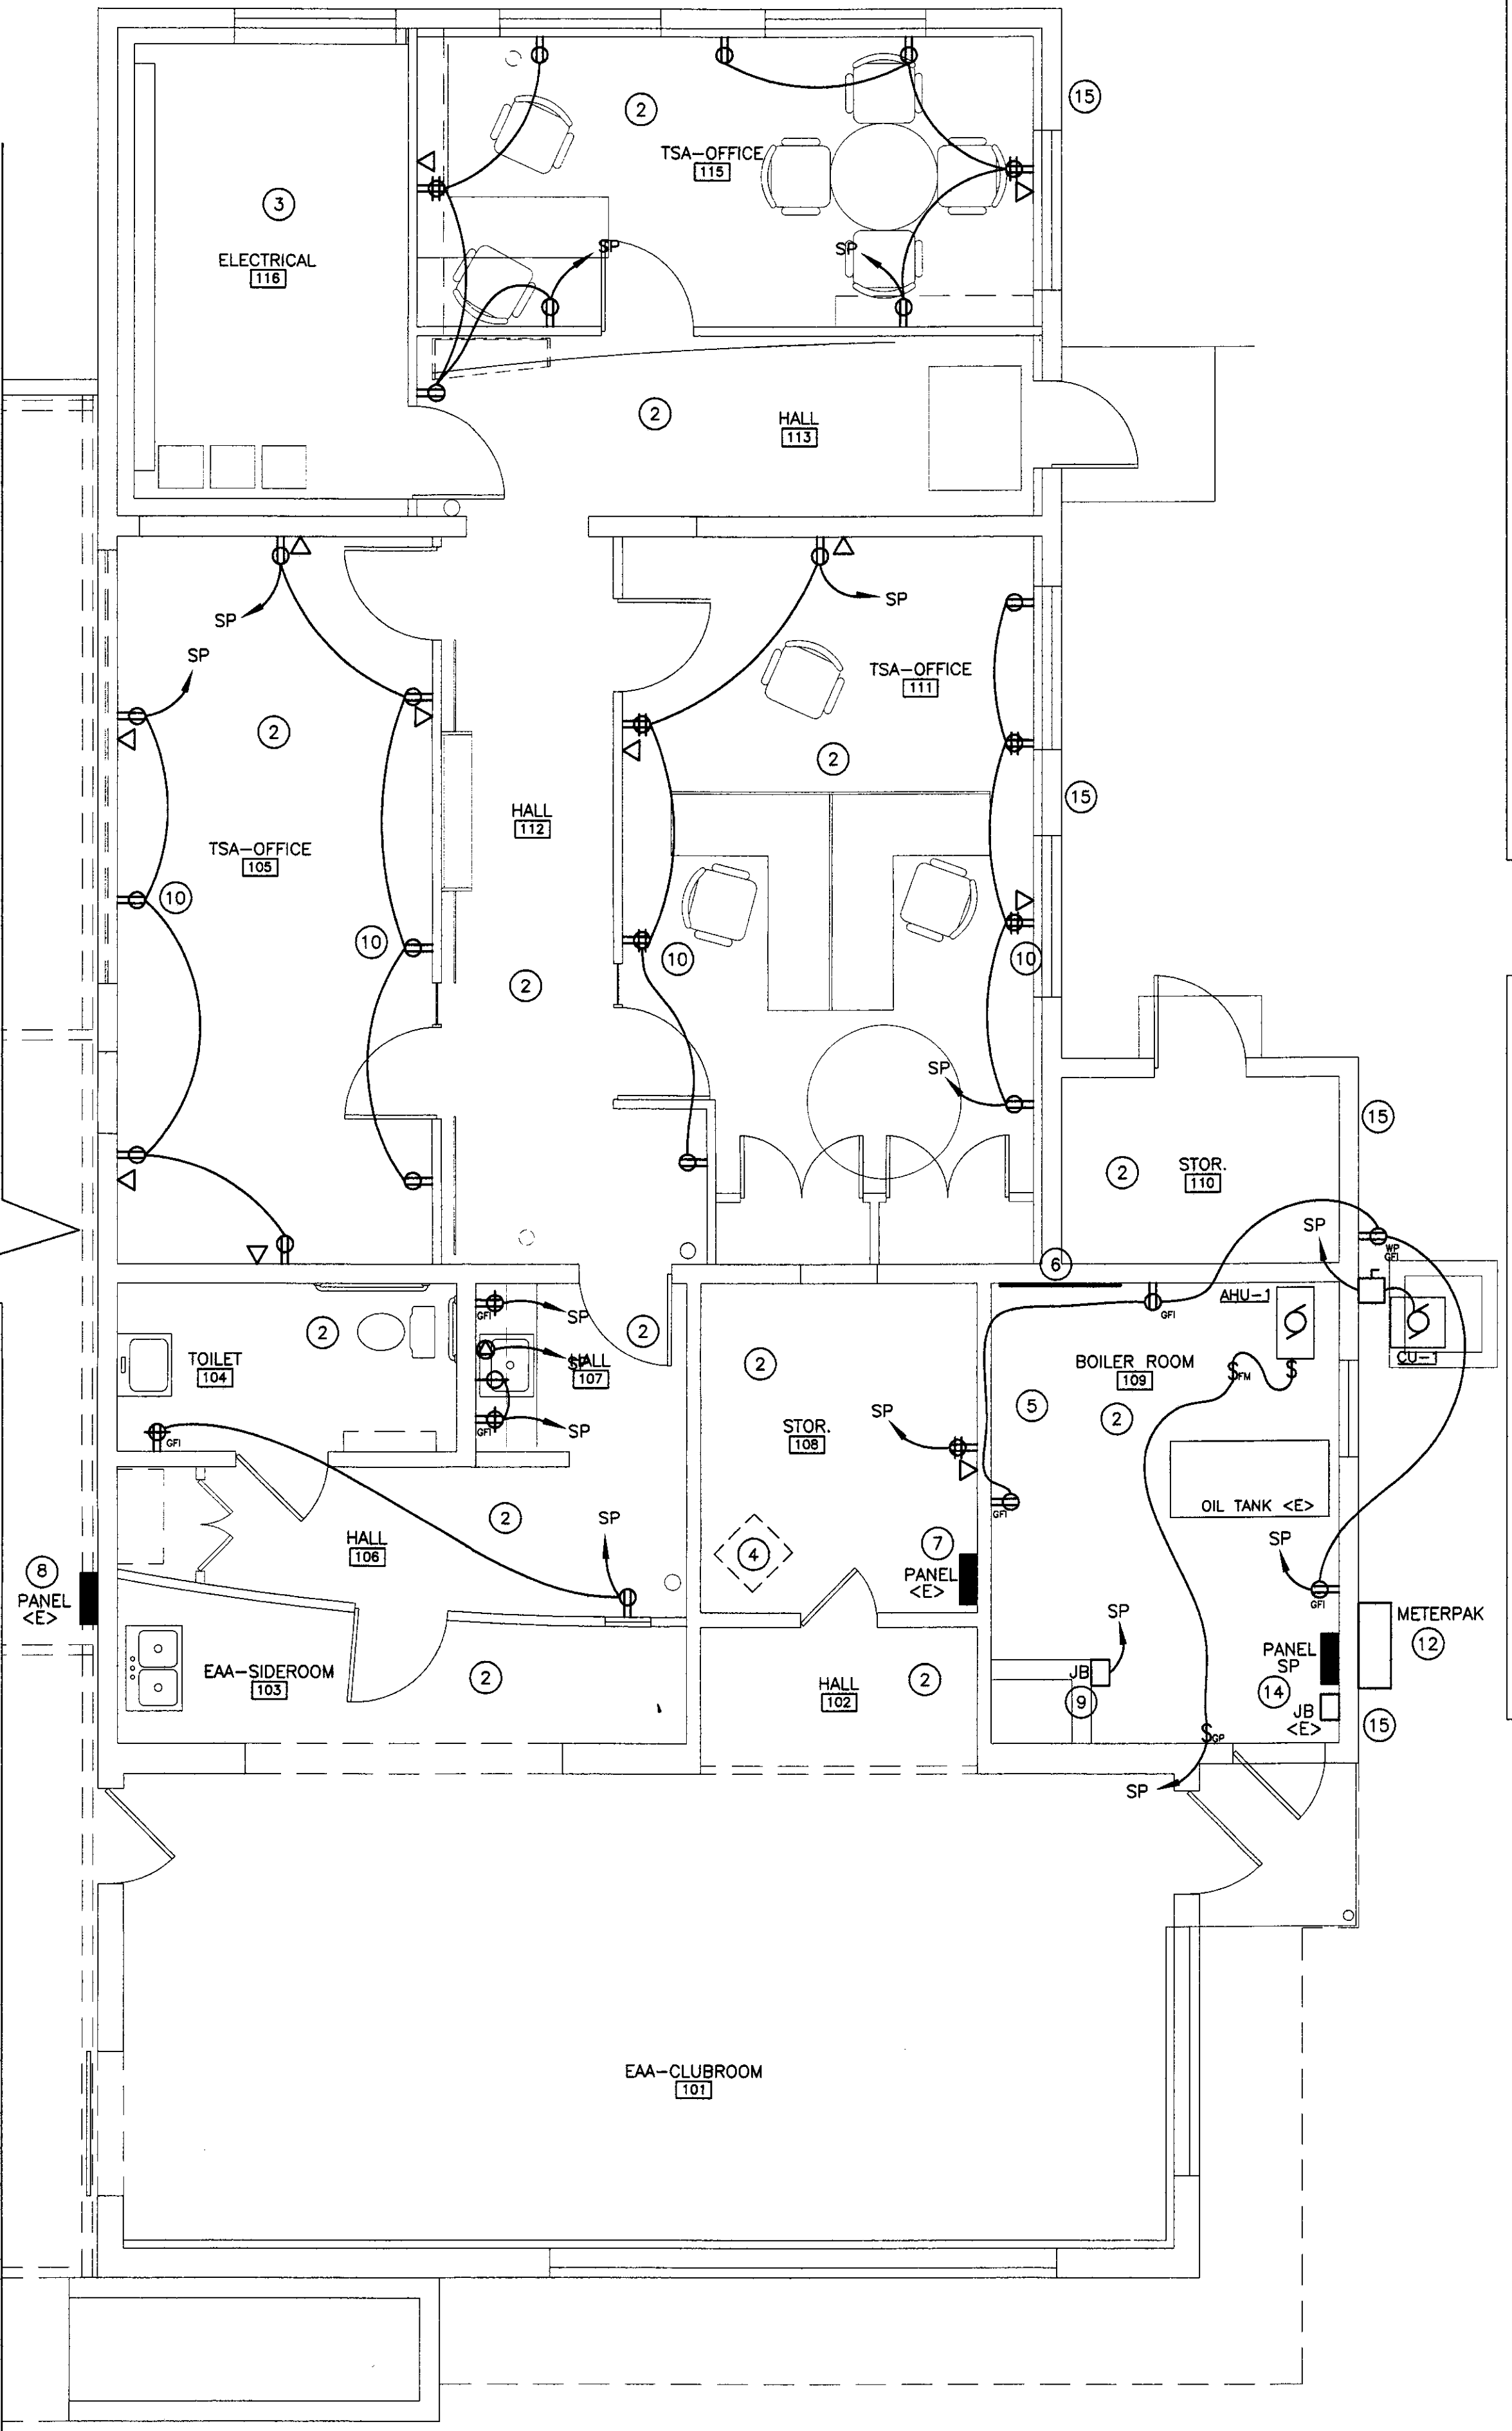 15
2
TSA-OFFICE
115
3
SP
SP
ELECTRICAL
116
2
HALL
113
SP
SP
SP
TSA-OFFICE
111
2
2
15
HALL
112
TSA-OFFICE
105
10
10
10
10
2
SP
15
2
STOR.
110
SP
WP
GFI
6
AHU-1
GFI
GFI
SP
2
2
TOILET
104
SP
HALL
107
2
BOILER ROOM
109
CU-1
FM
5
2
GFI
SP
GFI
SP
STOR.
108
OIL TANK <E>
GFI
2
SP
HALL
106
4
7
PANEL
<E>
SP
GFI
8
PANEL
<E>
SP
METERPAK
12
PANEL
SP
14
EAA-SIDEROOM
103
2
HALL
102
2
JB
9
JB
<E>
15
GP
SP
EAA-CLUBROOM
101